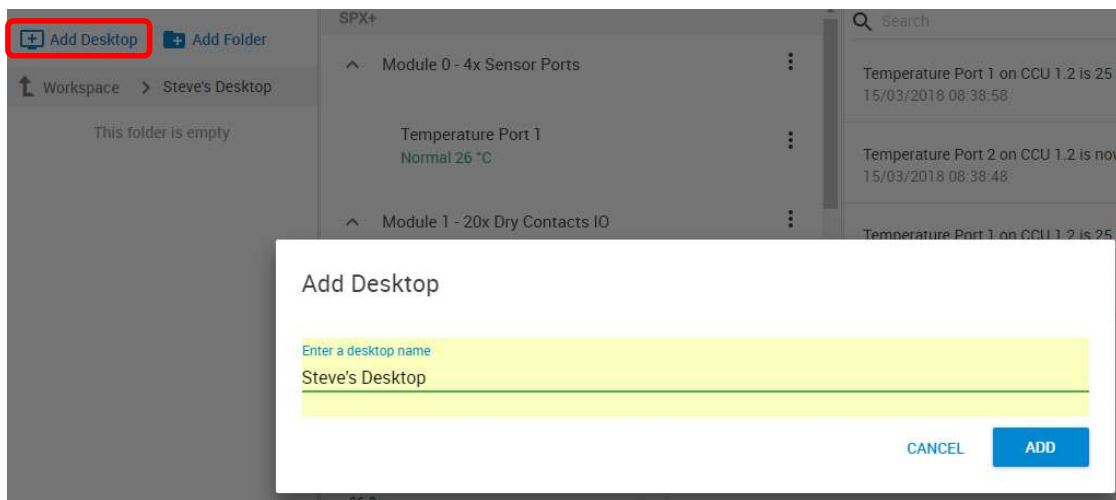 Add Desktop
Add Folder
Workspace > Steve's Desktop
This folder is empty
SPX+
Module 0 - 4x Sensor Ports
Temperature Port 1
Normal 26 °C
Module 1 - 20x Dry Contacts IO
Search
Temperature Port 1 on CCU 1.2 is 25
15/03/2018 08:38:58
Temperature Port 2 on CCU 1.2 is now
15/03/2018 08:38:48
Temperature Port 1 on CCU 1.2 is 25
Add Desktop
Enter a desktop name
Steve's Desktop
CANCEL
ADD